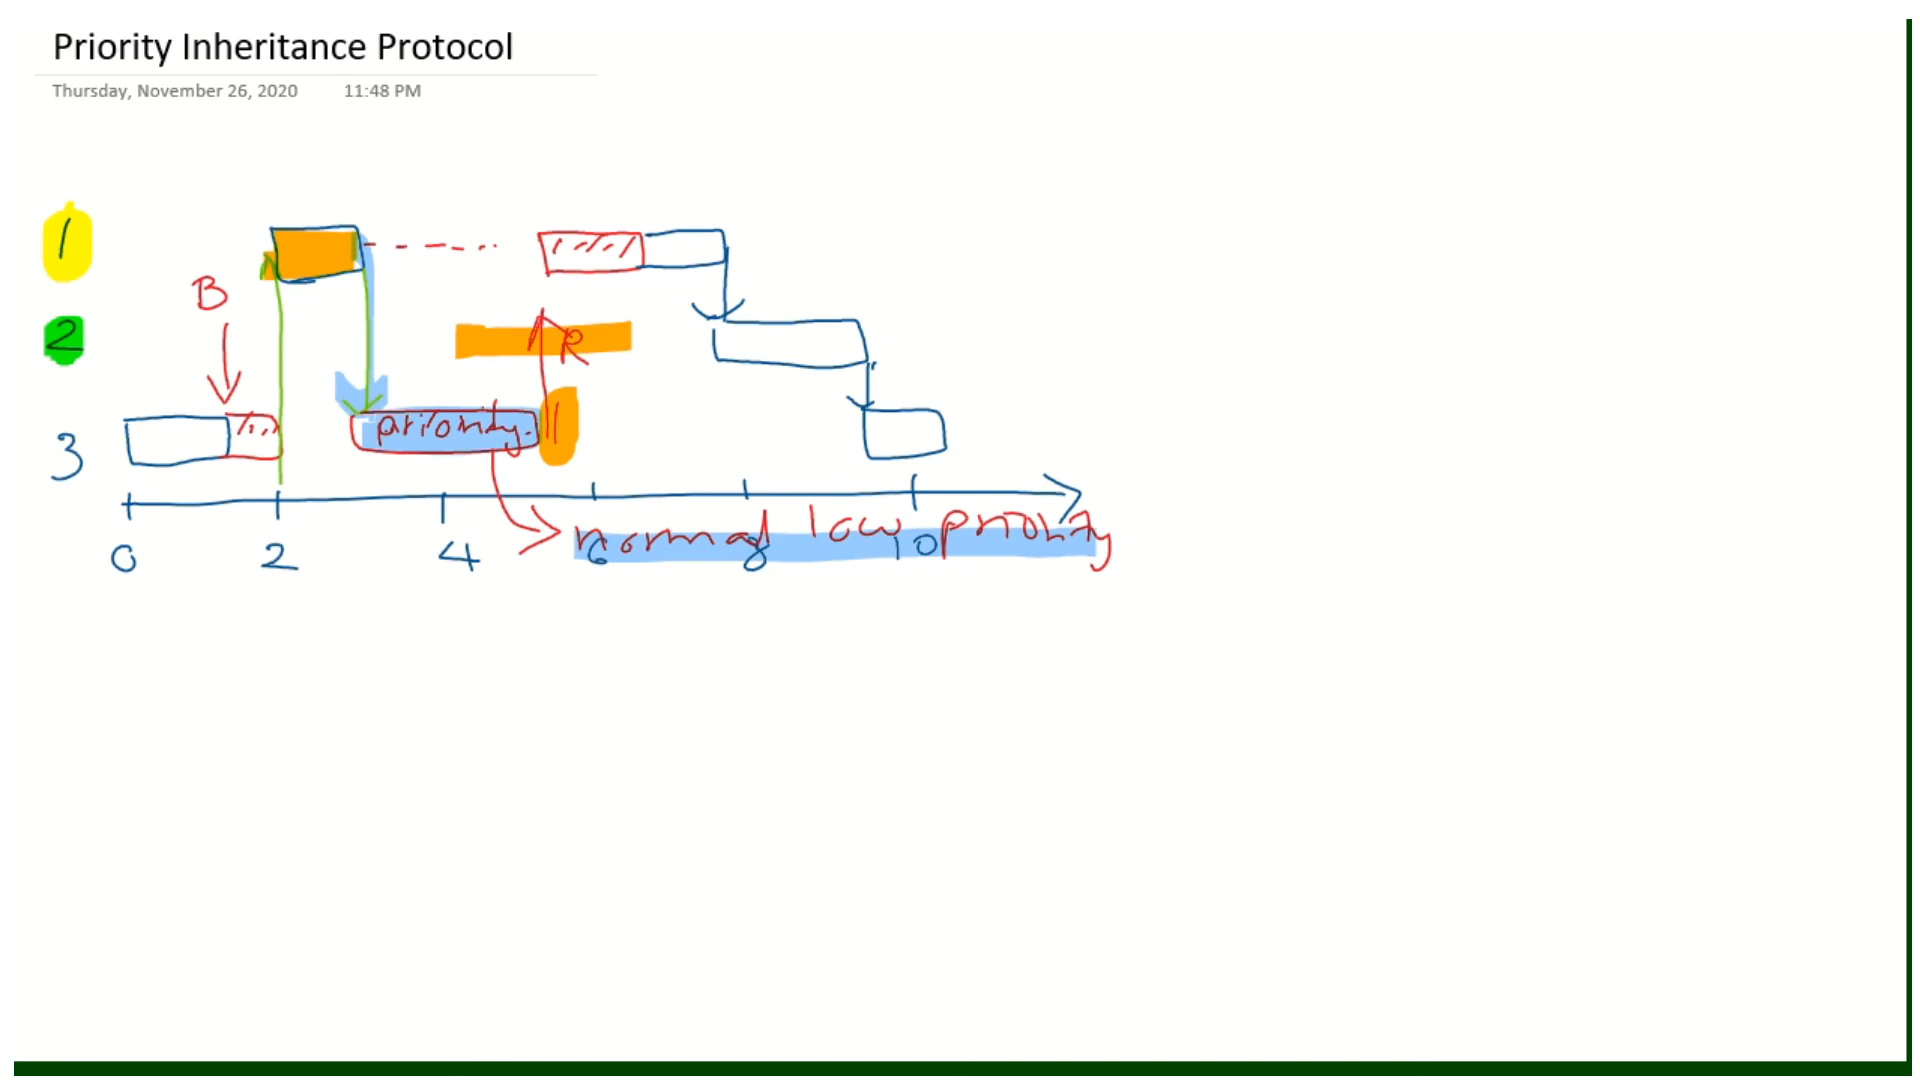 Priority Inheritance Protocol
Thursday, November 26, 2020 11:48 PM
1
B
2
R
3
priority.
normal low priority
0 2 4 6 8 10